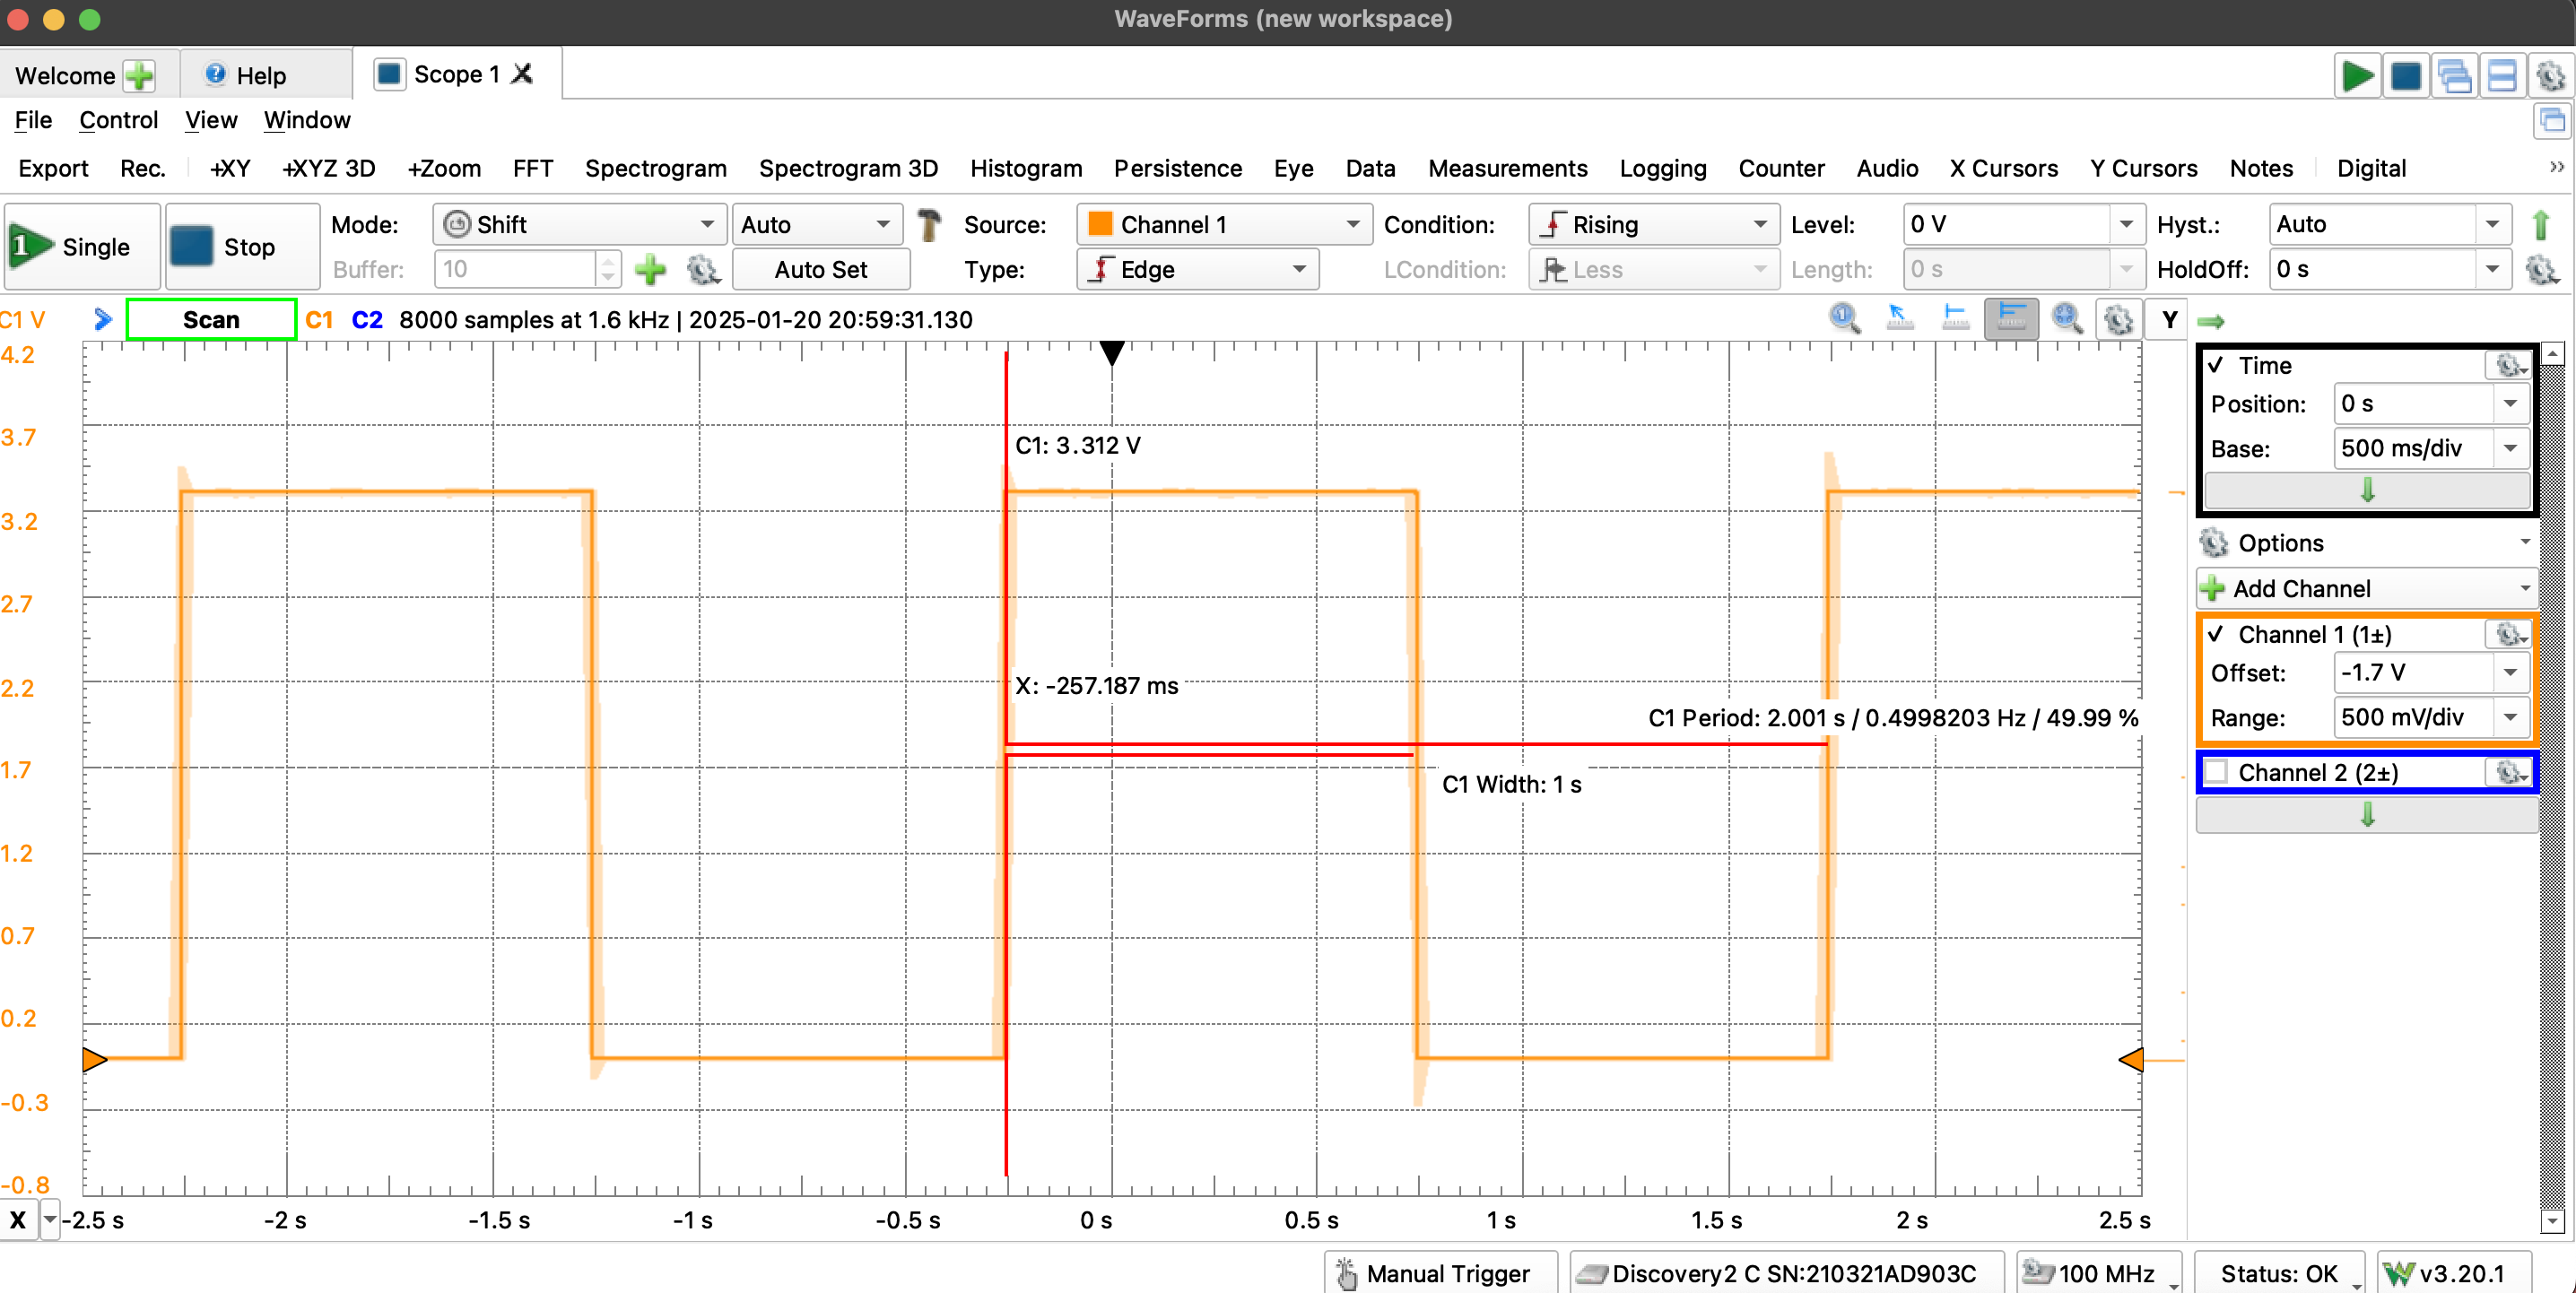 WaveForms (new workspace)
Welcome Help Scope 1
File Control View Window
Export Rec. +XY +XYZ 3D +Zoom FFT Spectrogram Spectrogram 3D Histogram Persistence Eye Data Measurements Logging Counter Audio X Cursors Y Cursors Notes Digital »
1 Single Stop Mode: Shift Auto Source: Channel 1 Condition: Rising Level: 0 V Hyst.: Auto
Buffer: 10 Auto Set Type: Edge LCondition: Less Length: 0 s HoldOff: 0 s
C1 V Scan C1 C2 8000 samples at 1.6 kHz | 2025-01-20 20:59:31.130 Y
4.2
3.7
3.2
2.7
2.2
1.7
1.2
0.7
0.2
-0.3
-0.8
C1: 3.312 V
X: -257.187 ms
C1 Period: 2.001 s / 0.4998203 Hz / 49.99 %
C1 Width: 1 s
X -2.5 s -2 s -1.5 s -1 s -0.5 s 0 s 0.5 s 1 s 1.5 s 2 s 2.5 s
Time
Position: 0 s
Base: 500 ms/div
Options
Add Channel
Channel 1 (1±)
Offset: -1.7 V
Range: 500 mV/div
Channel 2 (2±)
Manual Trigger Discovery2 C SN:210321AD903C 100 MHz Status: OK v3.20.1